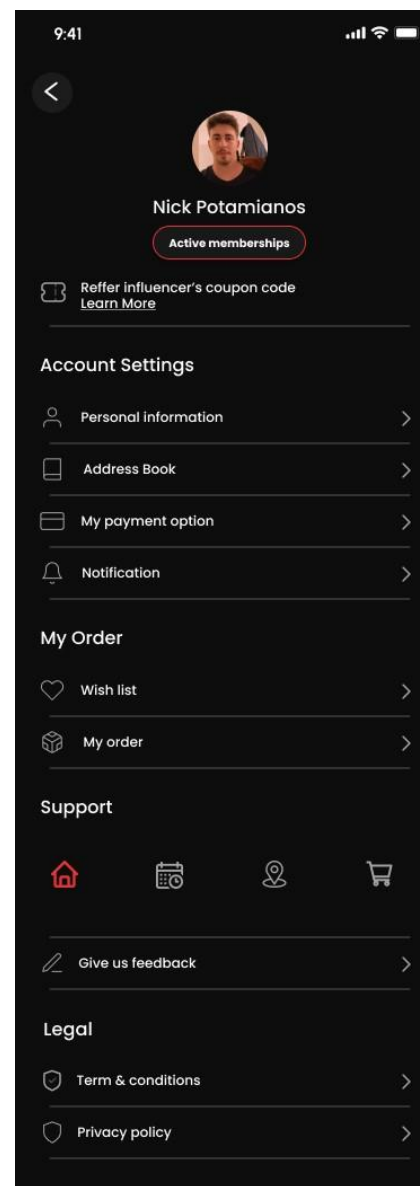 9:41
Nick Potamianos
Active memberships
Reffer influencer's coupon code
Learn More
Account Settings
Personal information
Address Book
My payment option
Notification
My Order
Wish list
My order
Support
Give us feedback
Legal
Term & conditions
Privacy policy